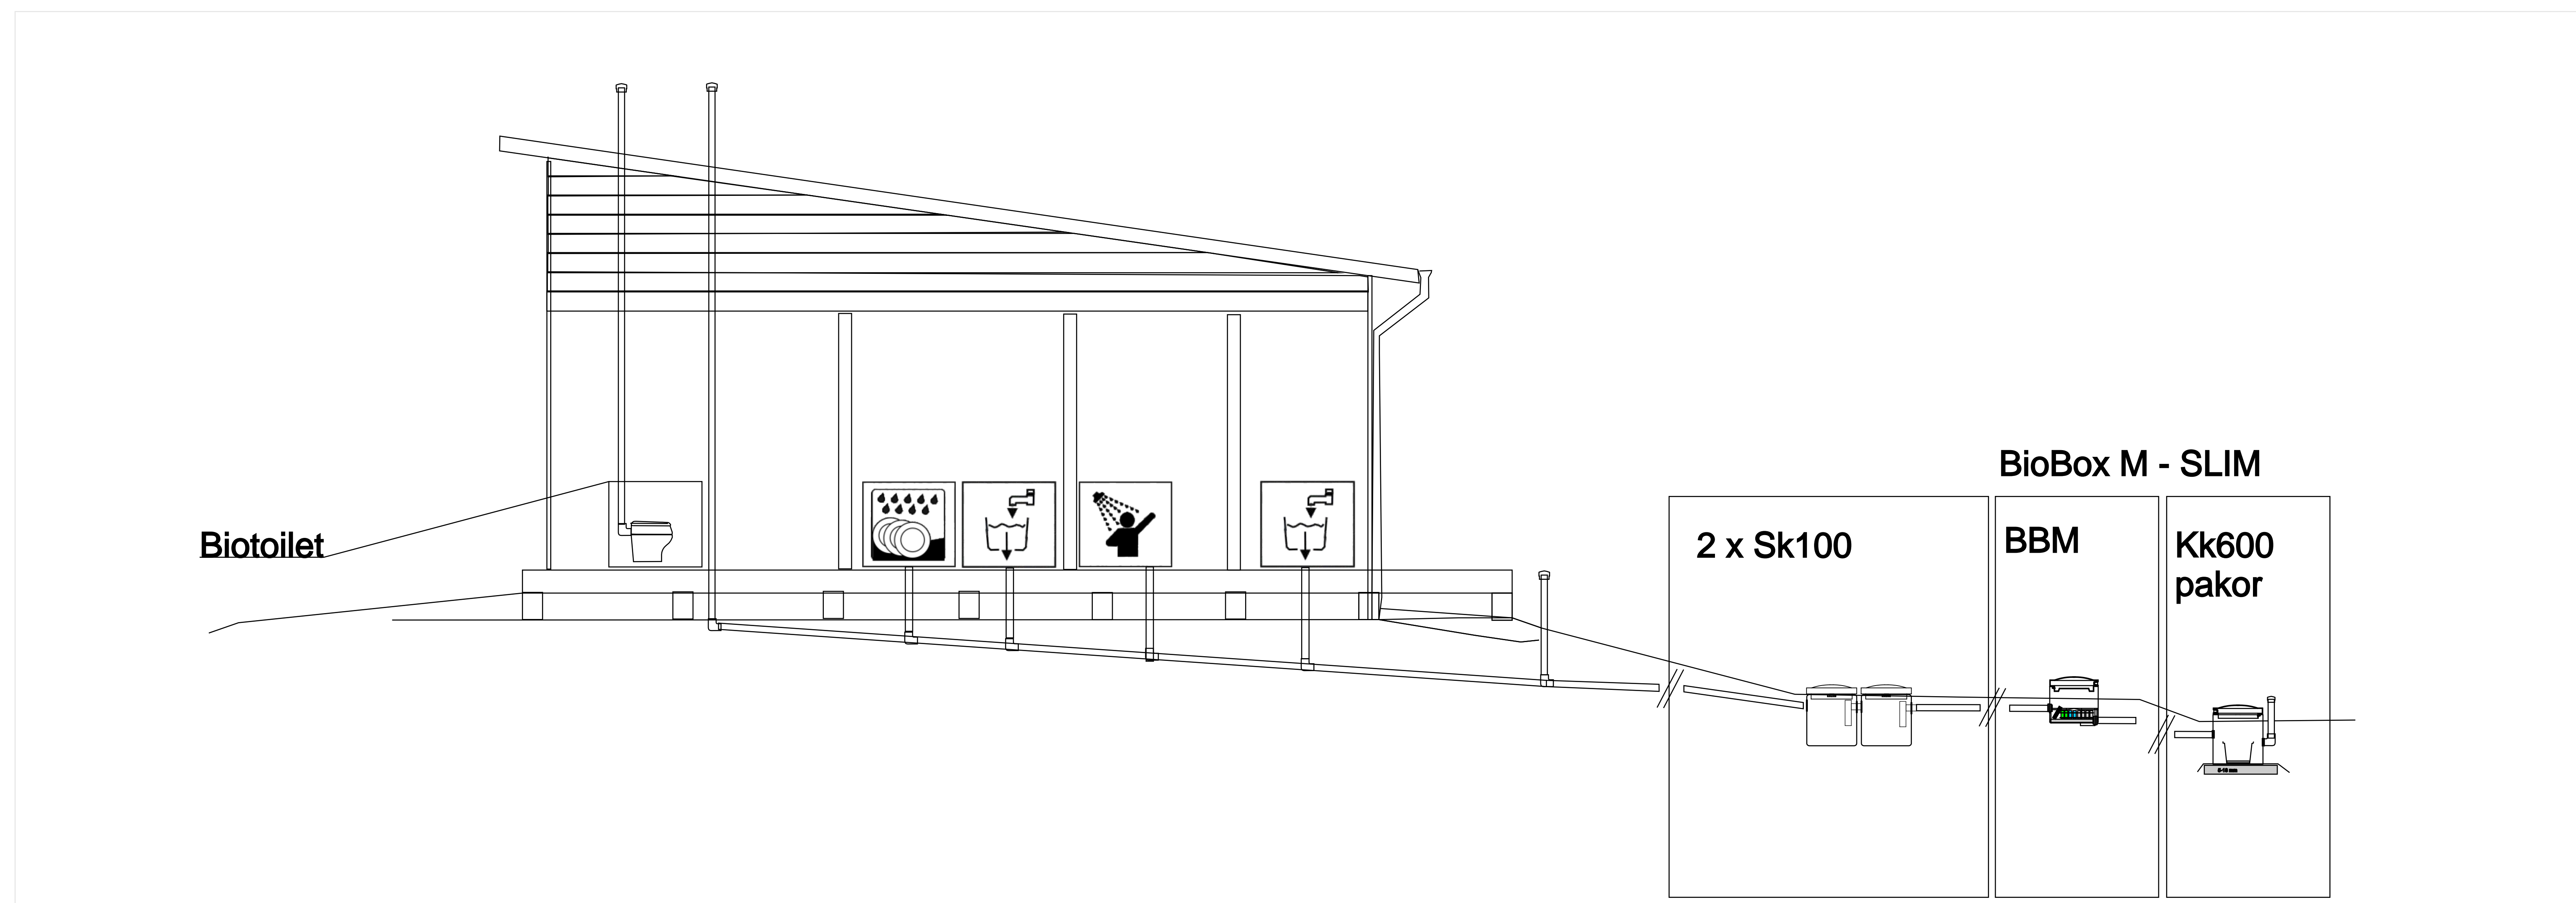 BioBox M - SLIM
Biotoilet
2 x Sk100
BBM
Kk600
pakor